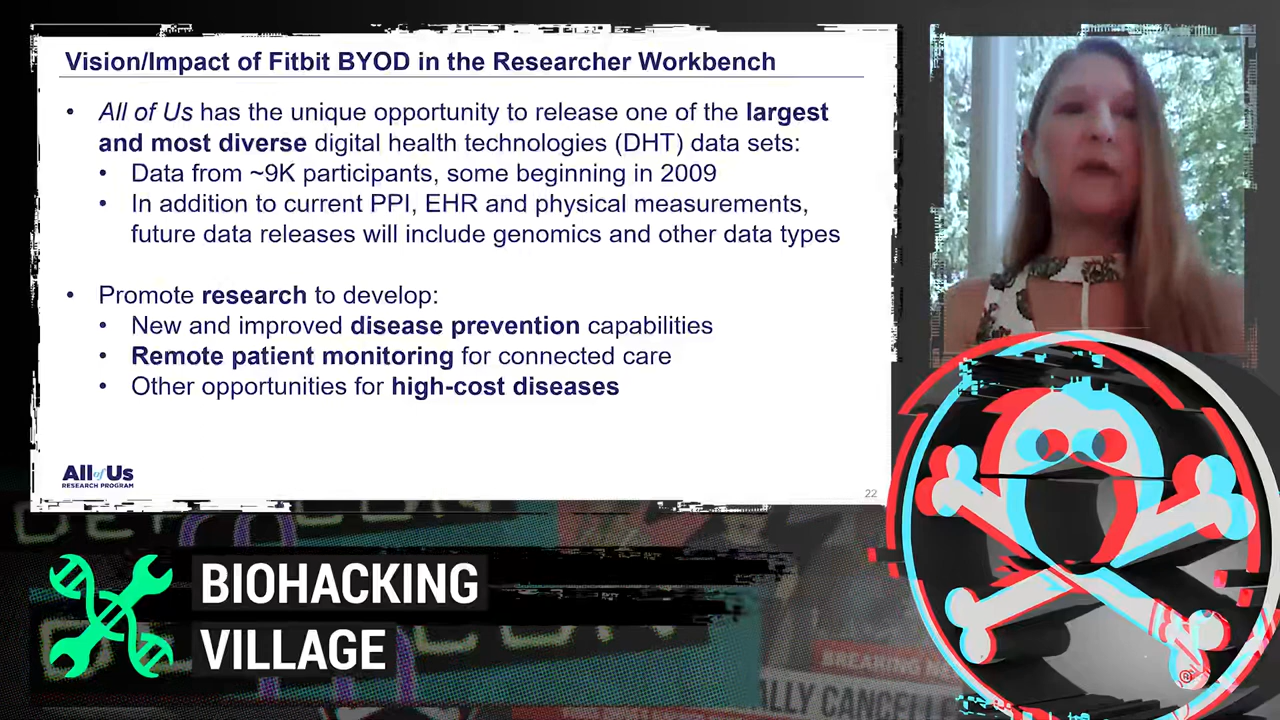 Vision/Impact of Fitbit BYOD in the Researcher Workbench
• All of Us has the unique opportunity to release one of the largest
and most diverse digital health technologies (DHT) data sets:
• Data from ~9K participants, some beginning in 2009
• In addition to current PPI, EHR and physical measurements,
future data releases will include genomics and other data types
• Promote research to develop:
• New and improved disease prevention capabilities
• Remote patient monitoring for connected care
• Other opportunities for high-cost diseases
All of Us
RESEARCH PROGRAM
22
BIOHACKING
VILLAGE
BREAKING
ALLY CANCELLE
®